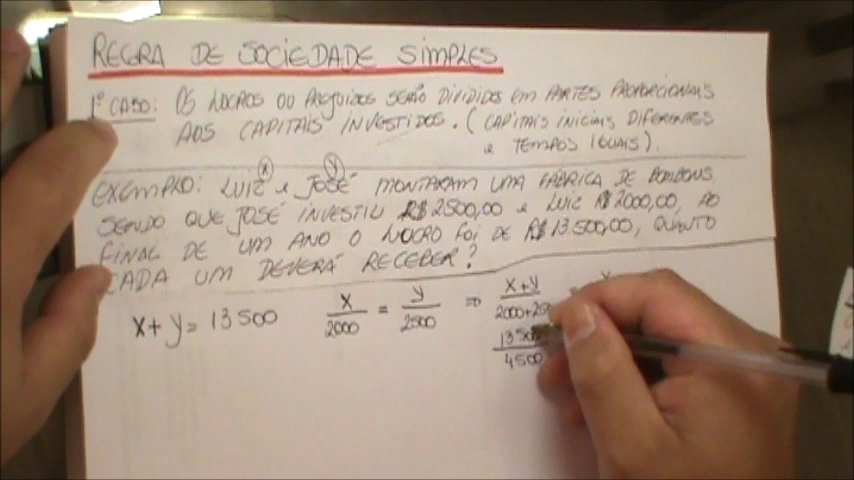 REGRA DE SOCIEDADE SIMPLES
1º CASO: OS LUCROS OU PREJUÍZOS SERÃO DIVIDIDOS EM PARTES PROPORCIONAIS
AOS CAPITAIS INVESTIDOS. (CAPITAIS INICIAIS DIFERENTES
e TEMPOS IGUAIS).
(x) (y)
EXEMPLO: LUIZ e JOSÉ MONTARAM UMA FÁBRICA DE BOMBONS
SENDO QUE JOSÉ INVESTIU R$ 2500,00 e LUIZ R$ 2000,00, AO
FINAL DE UM ANO O LUCRO FOI DE R$ 13500,00, QUANTO
CADA UM DEVERÁ RECEBER?
x + y = 13500 x/2000 = y/2500 ⇒ x+y/2000+25 = x
13500/4500